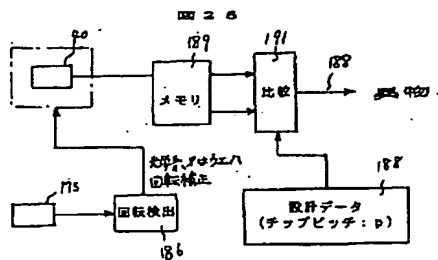 図26
90
189
メモリ
191
比較
188
異物
光学系又はウエハ
回転補正
175
回転検出
186
188
設計データ
(チップピッチ:p)